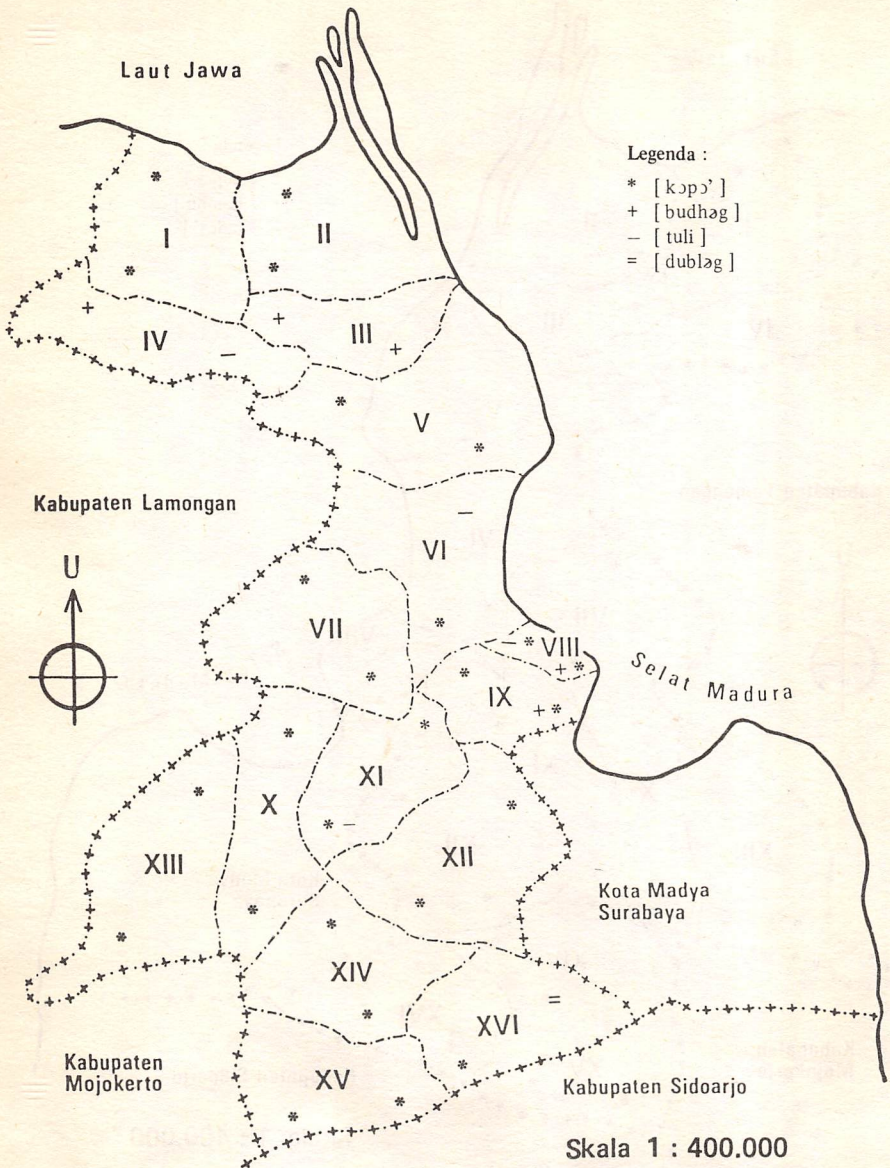 Laut Jawa
Legenda :
* [ kɔpɔ' ]
+ [ budhəg ]
– [ tuli ]
= [ dubləg ]
I
II
III
IV
V
Kabupaten Lamongan
U
VI
VII
VIII
Selat Madura
IX
X
XI
XII
XIII
Kota Madya
Surabaya
XIV
XVI
Kabupaten
Mojokerto
XV
Kabupaten Sidoarjo
Skala 1 : 400.000